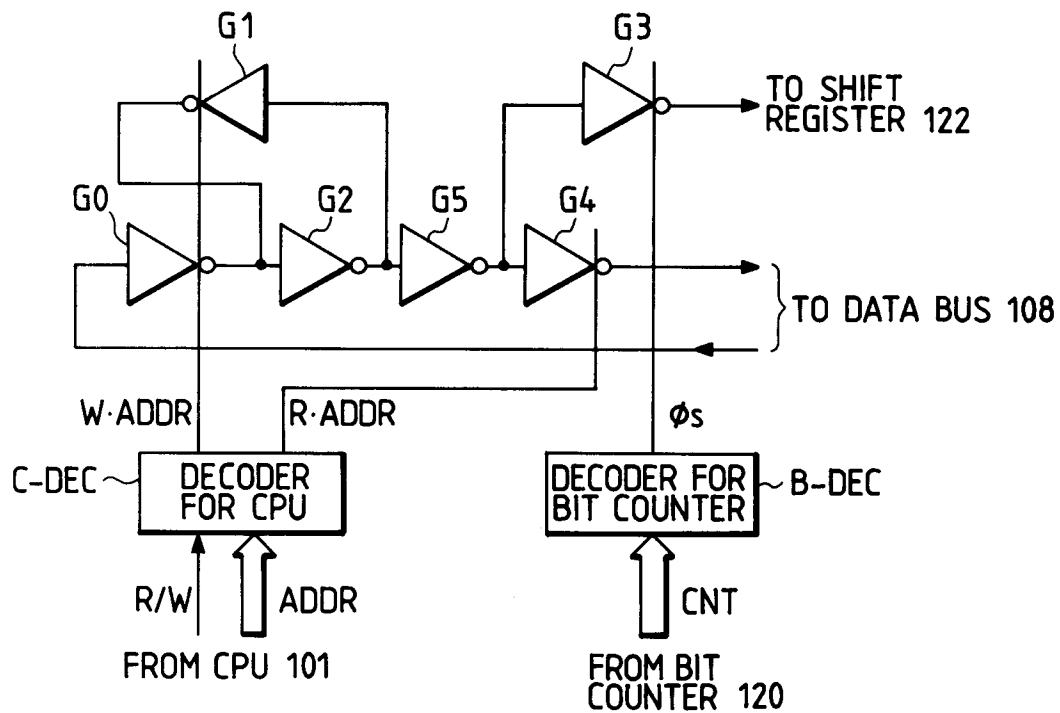 G1
G3
TO SHIFT
REGISTER 122
G0
G2
G5
G4
TO DATA BUS 108
W·ADDR
R·ADDR
φs
C-DEC
DECODER
FOR CPU
DECODER FOR
BIT COUNTER
B-DEC
R/W
ADDR
CNT
FROM CPU 101
FROM BIT
COUNTER 120